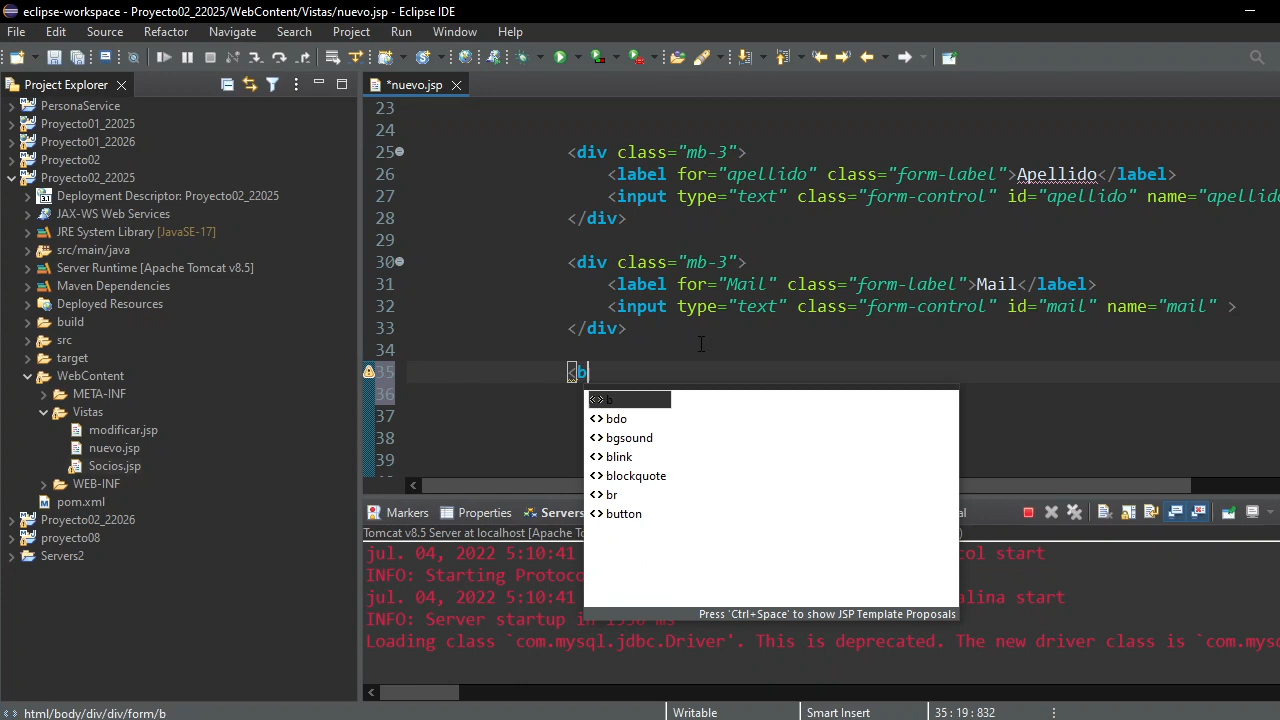 eclipse-workspace - Proyecto02_22025/WebContent/Vistas/nuevo.jsp - Eclipse IDE
File Edit Source Refactor Navigate Search Project Run Window Help
Project Explorer
PersonaService
Proyecto01_22025
Proyecto01_22026
Proyecto02
Proyecto02_22025
Deployment Descriptor: Proyecto02_22025
JAX-WS Web Services
JRE System Library [JavaSE-17]
src/main/java
Server Runtime [Apache Tomcat v8.5]
Maven Dependencies
Deployed Resources
build
src
target
WebContent
META-INF
Vistas
modificar.jsp
nuevo.jsp
Socios.jsp
WEB-INF
pom.xml
Proyecto02_22026
proyecto08
Servers2
*nuevo.jsp
23
24
25 <div class="mb-3">
26 <label for="apellido" class="form-label">Apellido</label>
27 <input type="text" class="form-control" id="apellido" name="apellid
28 </div>
29
30 <div class="mb-3">
31 <label for="Mail" class="form-label">Mail</label>
32 <input type="text" class="form-control" id="mail" name="mail" >
33 </div>
34
35 <b
36
37
38
39
b
bdo
bgsound
blink
blockquote
br
button
Press 'Ctrl+Space' to show JSP Template Proposals
Markers Properties Servers al
Tomcat v8.5 Server at localhost [Apache To )
jul. 04, 2022 5:10:41 col start
INFO: Starting Protoco
jul. 04, 2022 5:10:41 alina start
INFO: Server startup in 1550 ms
Loading class `com.mysql.jdbc.Driver'. This is deprecated. The new driver class is `com.mysq
html/body/div/div/form/b Writable Smart Insert 35 : 19 : 832